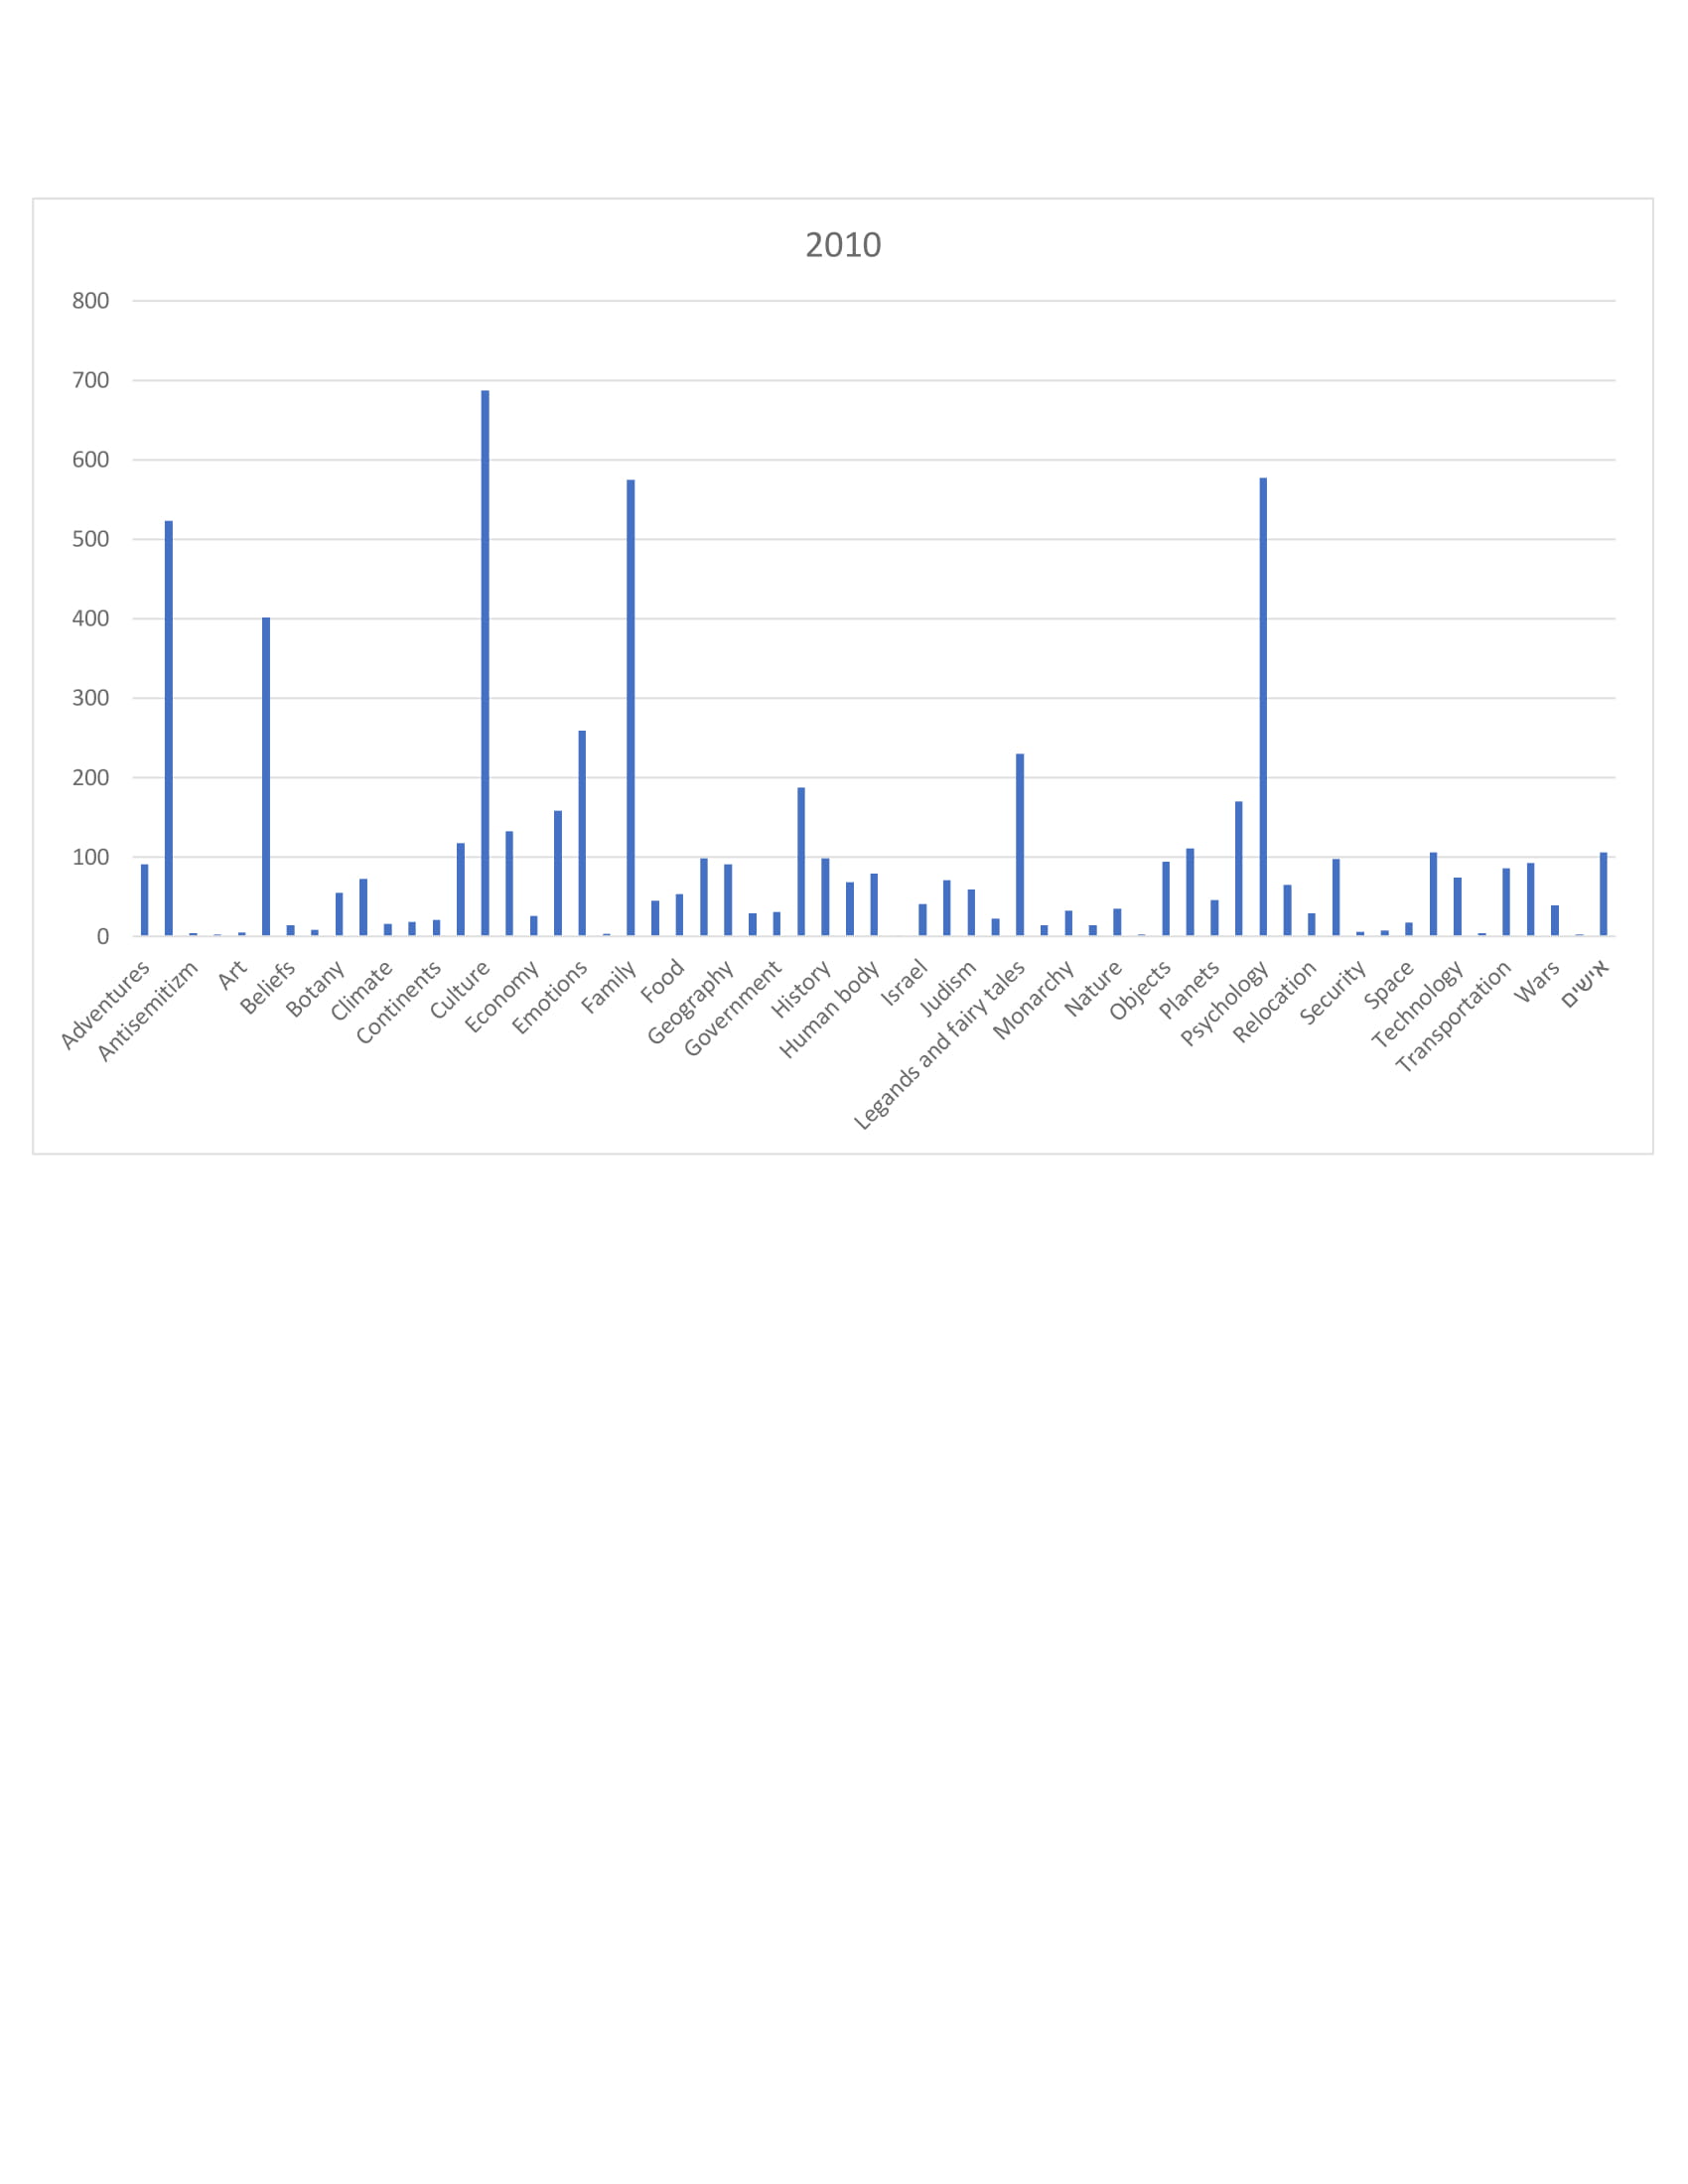 2010
800
700
600
500
400
300
200
100
0
Adventures
Antisemitizm
Art
Beliefs
Botany
Climate
Continents
Culture
Economy
Emotions
Family
Food
Geography
Government
History
Human body
Israel
Judism
Legands and fairy tales
Monarchy
Nature
Objects
Planets
Psychology
Relocation
Security
Space
Technology
Transportation
Wars
אישים